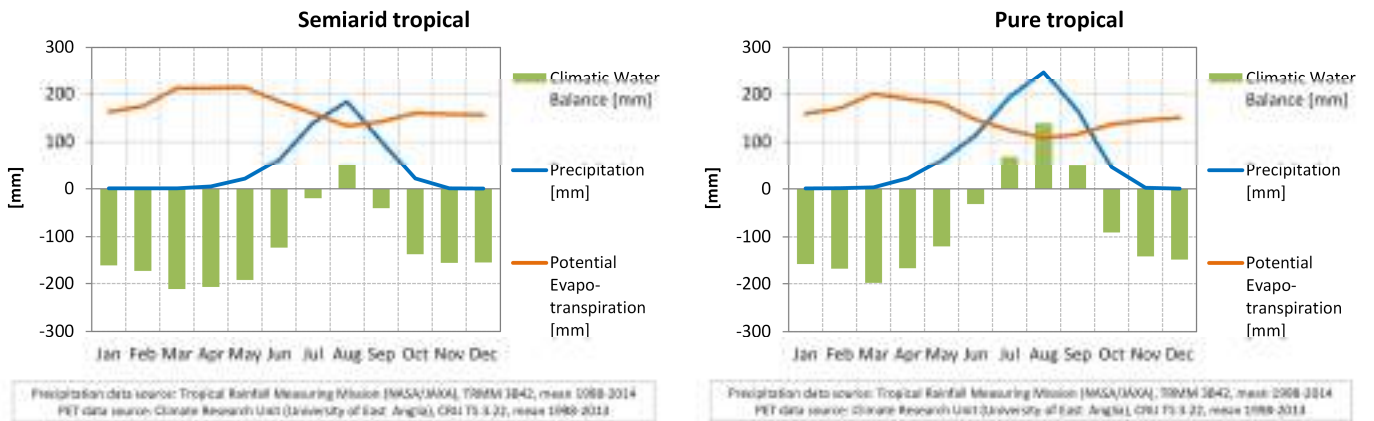 Semiarid tropical
300
200
100
0
-100
-200
-300
[mm]
Jan Feb Mar Apr May Jun Jul Aug Sep Oct Nov Dec
Climatic Water
Balance [mm]
Precipitation
[mm]
Potential
Evapo-
transpiration
[mm]
Precipitation data source: Tropical Rainfall Measuring Mission (NASA/JAXA), TRMM 3B42, mean 1998-2014
PET data source: Climate Research Unit (University of East Anglia), CRU TS 3.22, mean 1998-2013
Pure tropical
300
200
100
0
-100
-200
-300
[mm]
Jan Feb Mar Apr May Jun Jul Aug Sep Oct Nov Dec
Climatic Water
Balance [mm]
Precipitation
[mm]
Potential
Evapo-
transpiration
[mm]
Precipitation data source: Tropical Rainfall Measuring Mission (NASA/JAXA), TRMM 3B42, mean 1998-2014
PET data source: Climate Research Unit (University of East Anglia), CRU TS 3.22, mean 1998-2013